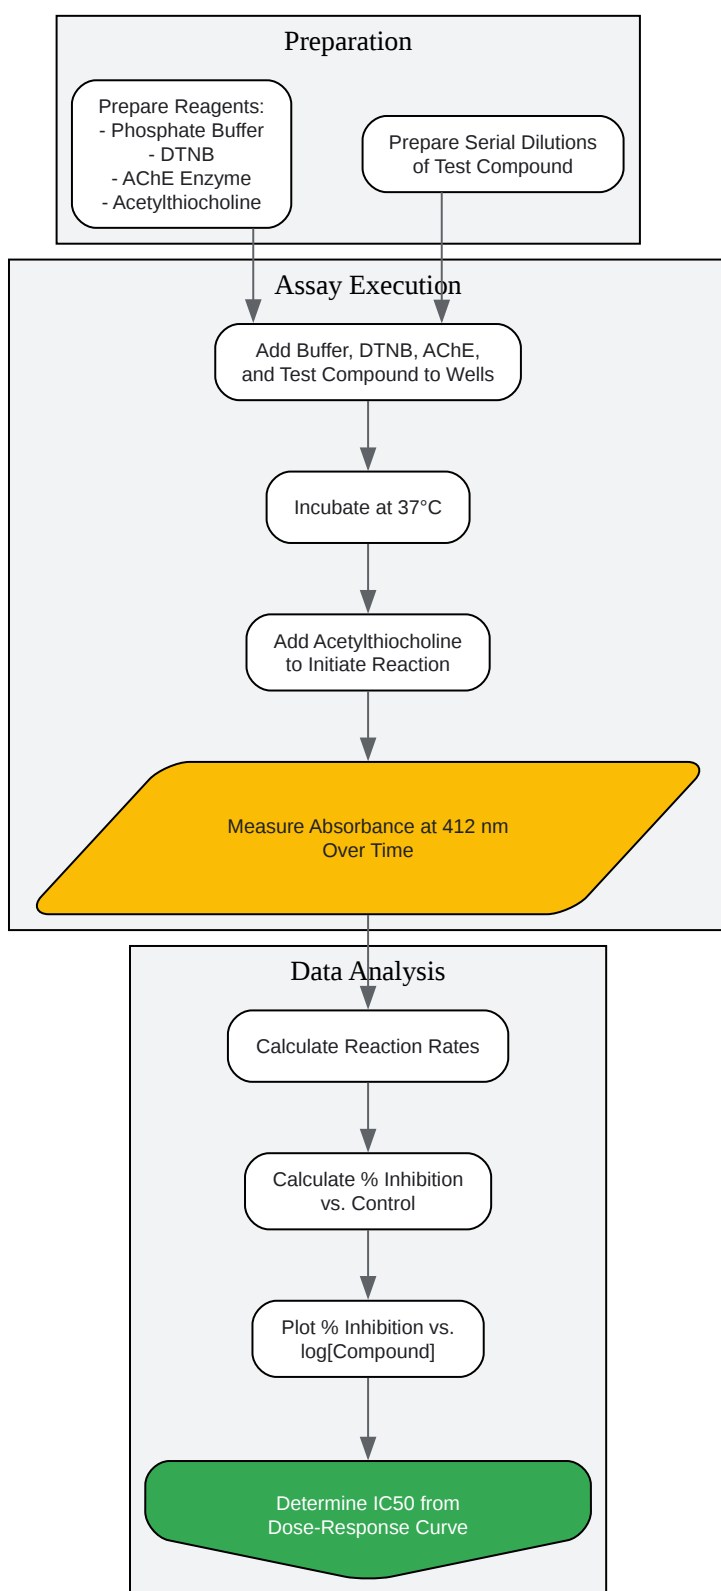 Preparation
Prepare Reagents:
- Phosphate Buffer
- DTNB
- AChE Enzyme
- Acetylthiocholine
Prepare Serial Dilutions
of Test Compound
Assay Execution
Add Buffer, DTNB, AChE,
and Test Compound to Wells
Incubate at 37°C
Add Acetylthiocholine
to Initiate Reaction
Measure Absorbance at 412 nm
Over Time
Data Analysis
Calculate Reaction Rates
Calculate % Inhibition
vs. Control
Plot % Inhibition vs.
log[Compound]
Determine IC50 from
Dose-Response Curve